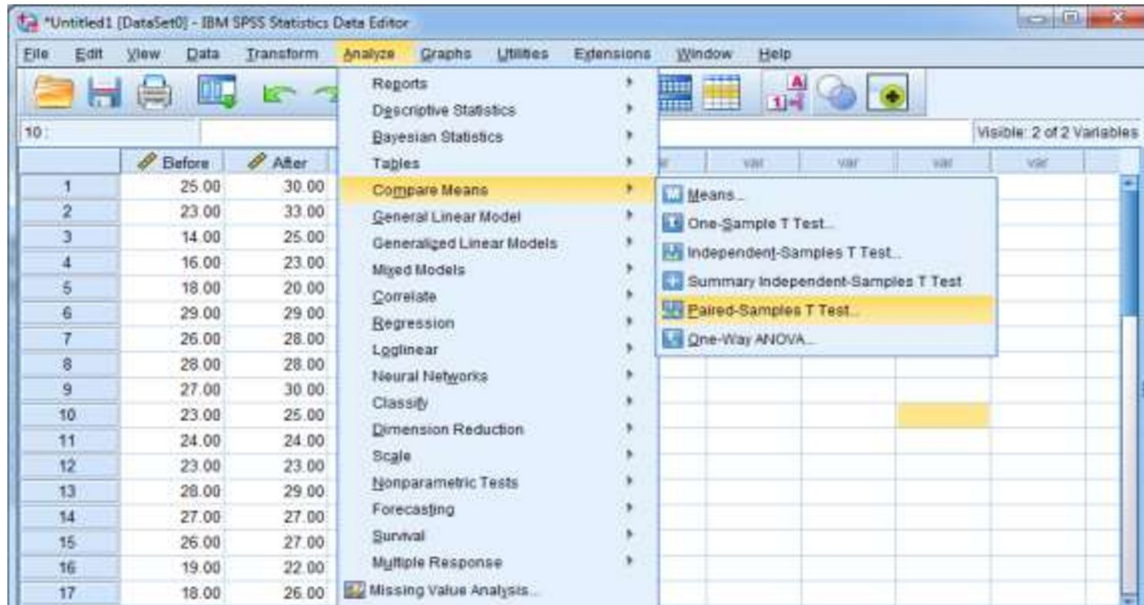 *Untitled1 [DataSet0] - IBM SPSS Statistics Data Editor
File Edit View Data Transform Analyze Graphs Utilities Extensions Window Help
10 :
Visible: 2 of 2 Variables
Before After var var var var
1 25.00 30.00
2 23.00 33.00
3 14.00 25.00
4 16.00 23.00
5 18.00 20.00
6 29.00 29.00
7 26.00 28.00
8 28.00 28.00
9 27.00 30.00
10 23.00 25.00
11 24.00 24.00
12 23.00 23.00
13 28.00 29.00
14 27.00 27.00
15 26.00 27.00
16 19.00 22.00
17 18.00 26.00
Reports
Descriptive Statistics
Bayesian Statistics
Tables
Compare Means
General Linear Model
Generalized Linear Models
Mixed Models
Correlate
Regression
Loglinear
Neural Networks
Classify
Dimension Reduction
Scale
Nonparametric Tests
Forecasting
Survival
Multiple Response
Missing Value Analysis...
Means...
One-Sample T Test...
Independent-Samples T Test...
Summary Independent-Samples T Test
Paired-Samples T Test...
One-Way ANOVA...